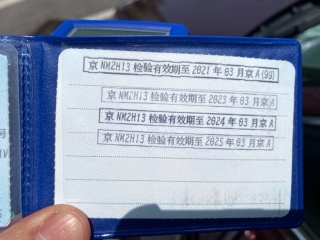 京 NM2H13 检验有效期至 2021 年 03 月京 A (99)
京 NM2H13 检验有效期至 2023 年 03 月京 A
京 NM2H13 检验有效期至 2024 年 03 月京 A
京 NM2H13 检验有效期至 2025 年 03 月京 A